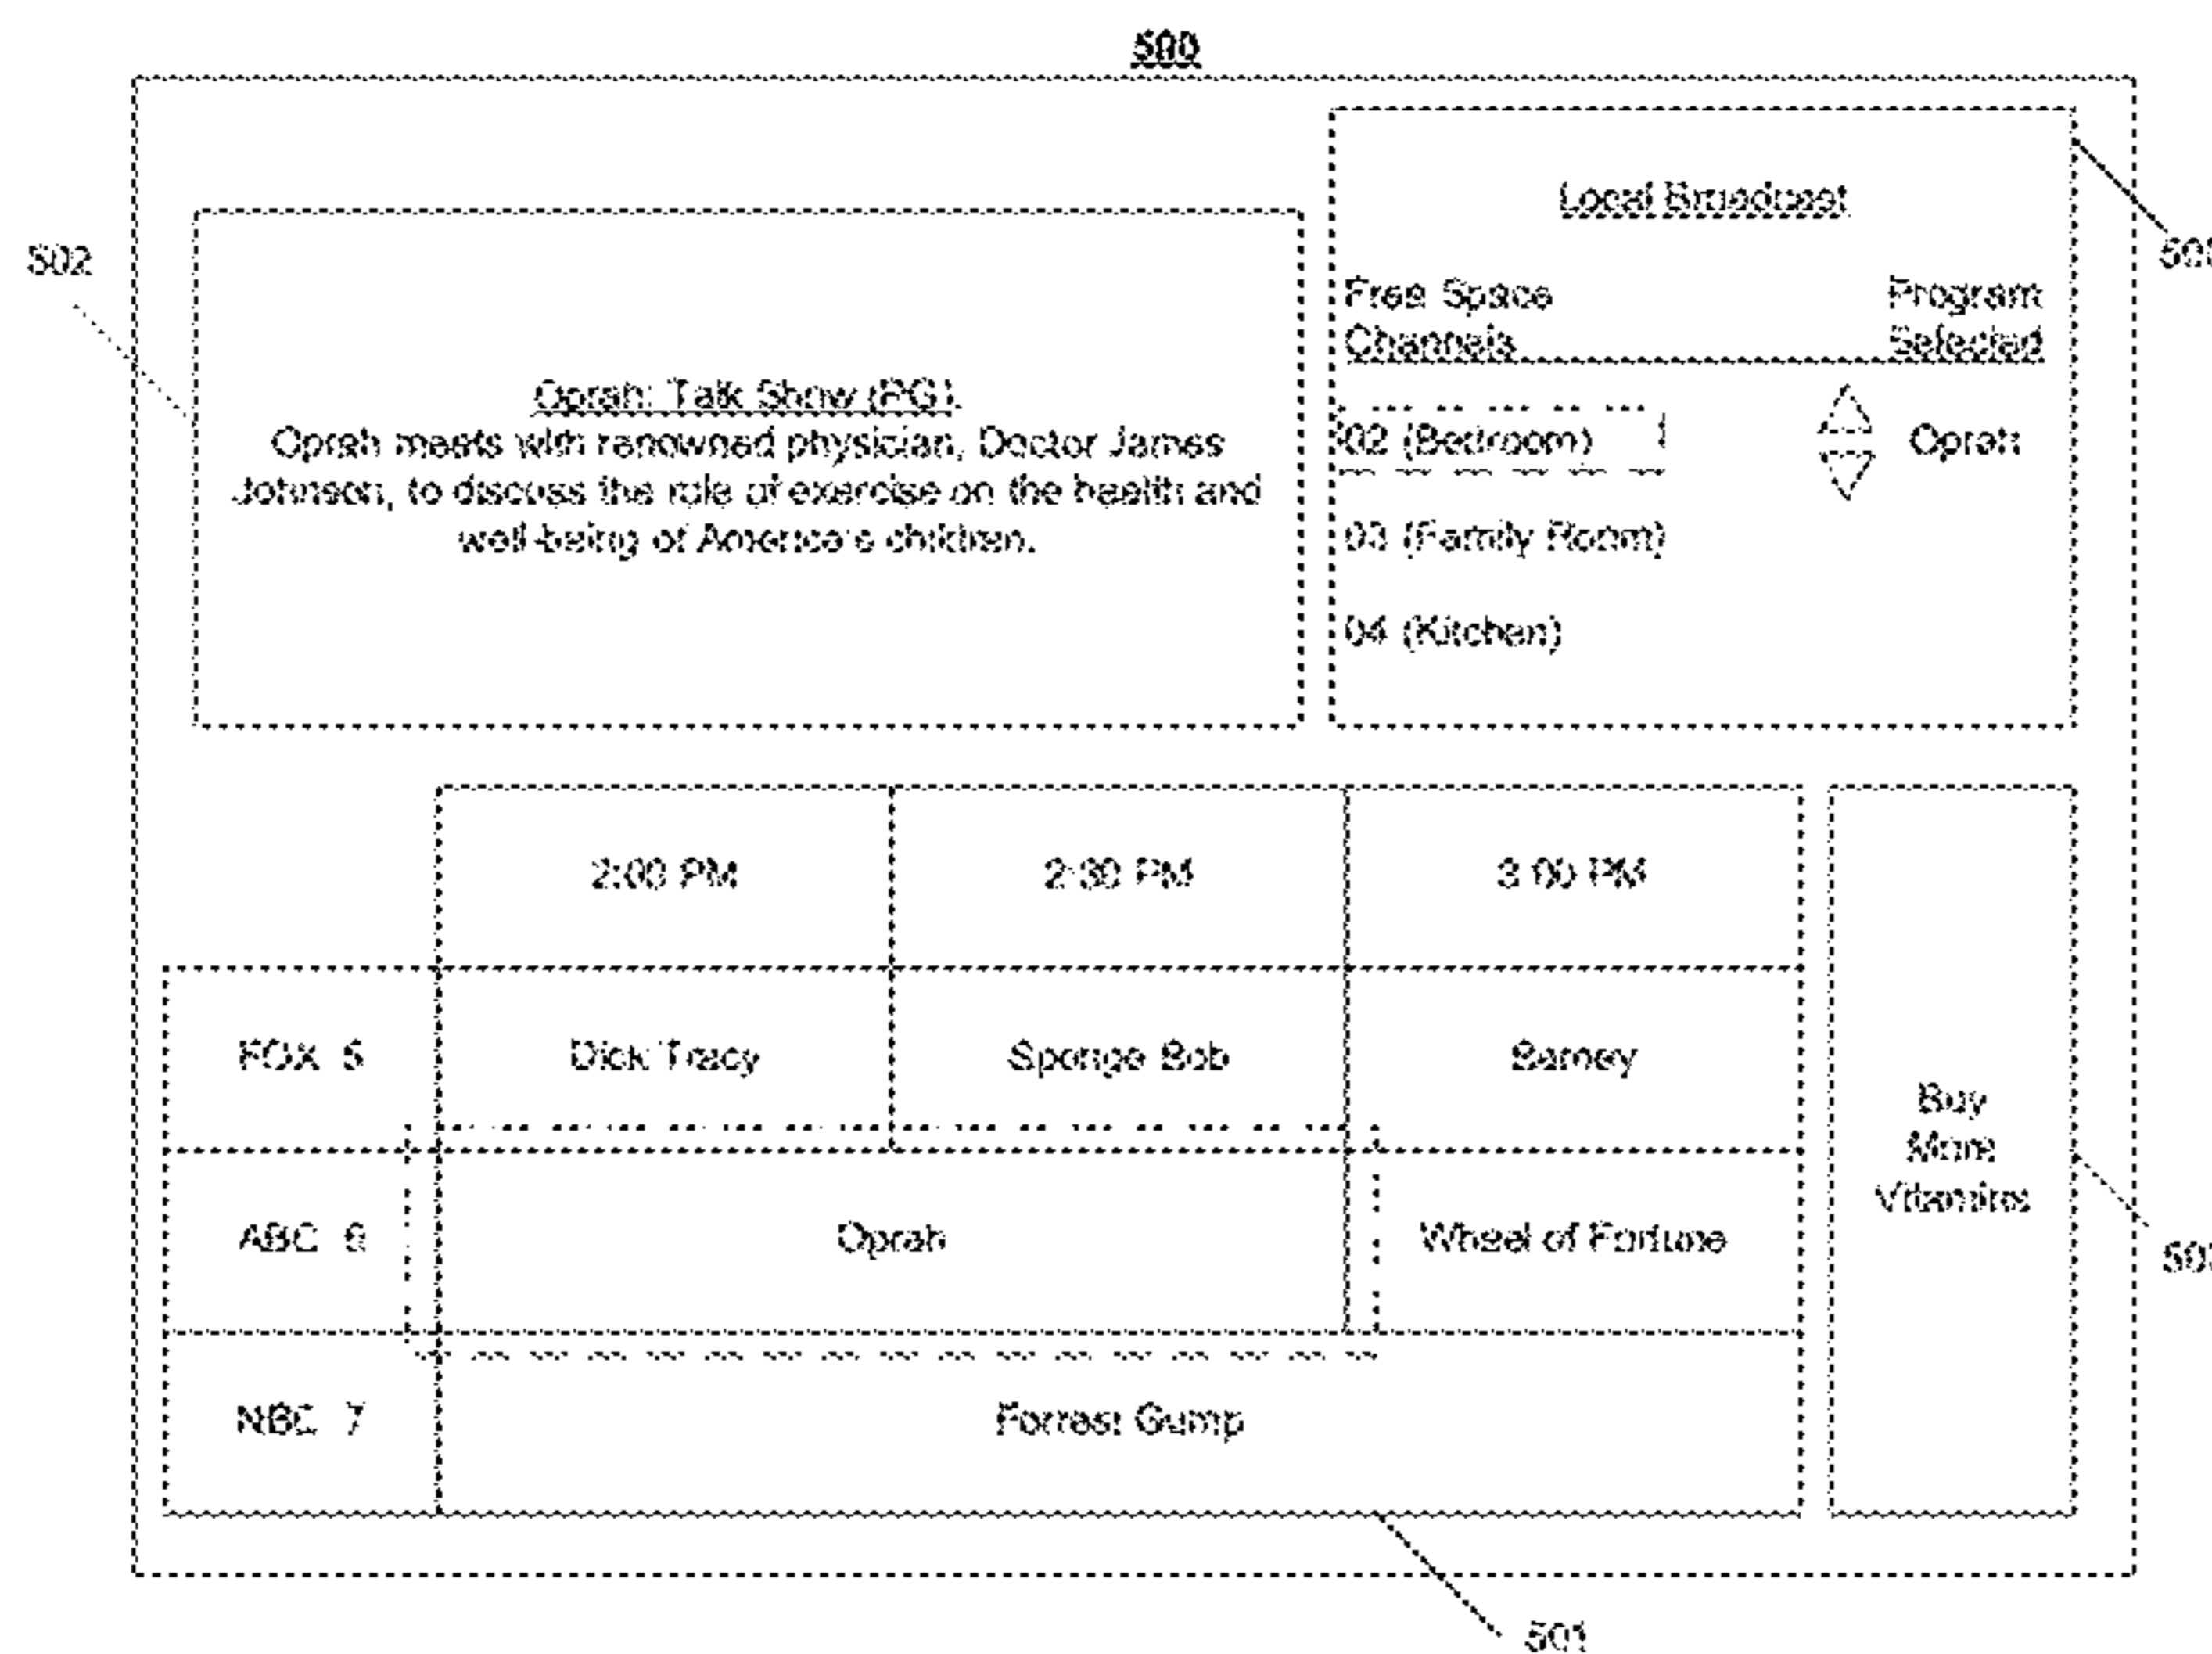 500
502
Local Broadcast
Free Space Program
Channels Selected
02 (Bedroom) Oprah
03 (Family Room)
04 (Kitchen)
Oprah: Talk Show (PG)
Oprah meets with renowned physician, Doctor James
Johnson, to discuss the role of exercise on the health and
well-being of America's children.
2:00 PM 2:30 PM 3:00 PM
FOX 5 Dick Tracy Sponge Bob Barney
ABC 6 Oprah Wheel of Fortune
NBC 7 Forrest Gump
Buy
More
Vitamins
501